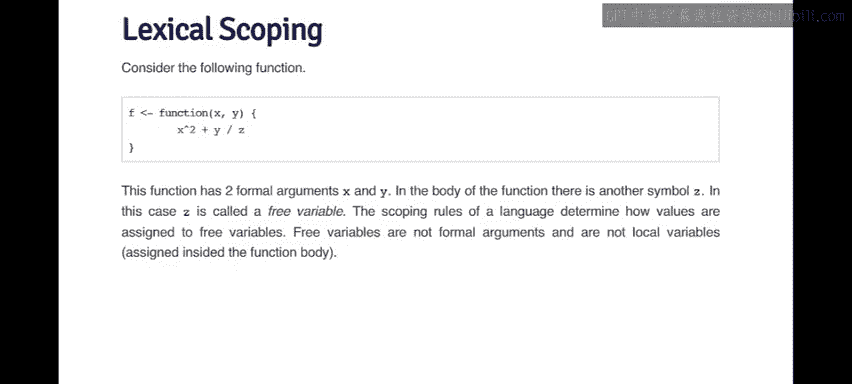 Lexical Scoping
Consider the following function.
f <- function(x, y) {
x^2 + y / z
}
This function has 2 formal arguments x and y. In the body of the function there is another symbol z. In
this case z is called a free variable. The scoping rules of a language determine how values are
assigned to free variables. Free variables are not formal arguments and are not local variables
(assigned insided the function body).